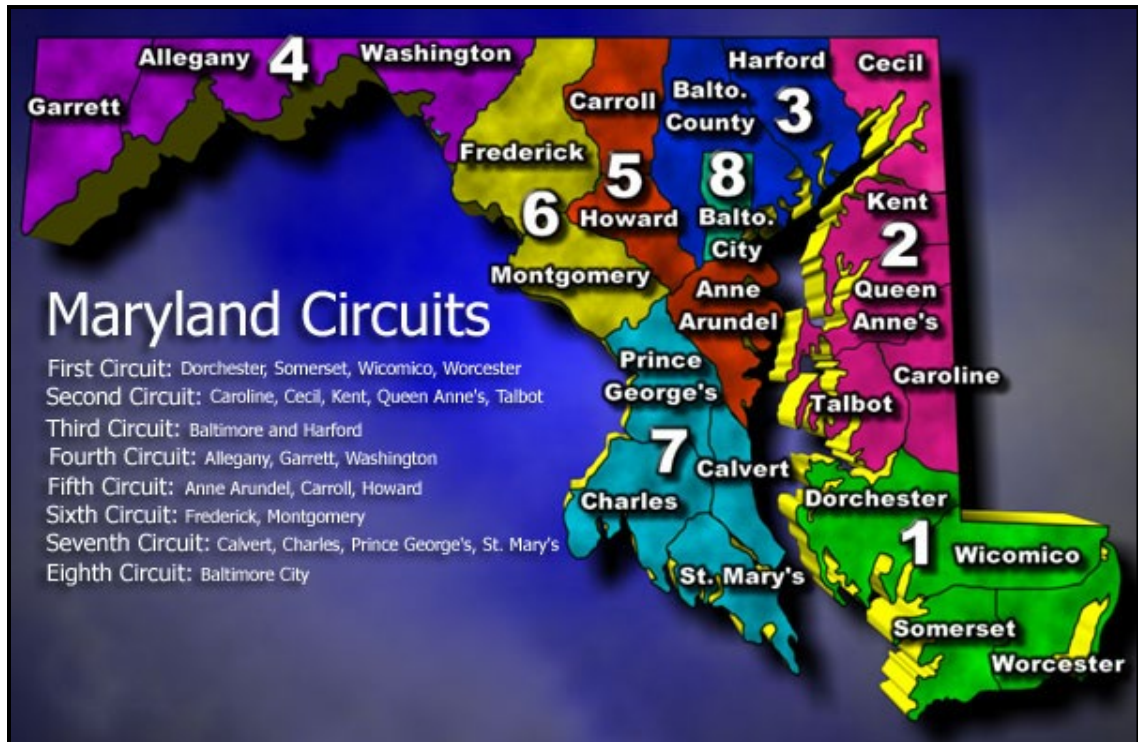 Allegany
4
Washington
Garrett
Harford
Cecil
Carroll
Balto.
County
3
Frederick
5
8
6
Howard
Balto.
City
Kent
2
Montgomery
Anne
Arundel
Queen
Anne's
Prince
George's
Caroline
Talbot
7
Calvert
Charles
Dorchester
1
Wicomico
St. Mary's
Somerset
Worcester
Maryland Circuits
First Circuit: Dorchester, Somerset, Wicomico, Worcester
Second Circuit: Caroline, Cecil, Kent, Queen Anne's, Talbot
Third Circuit: Baltimore and Harford
Fourth Circuit: Allegany, Garrett, Washington
Fifth Circuit: Anne Arundel, Carroll, Howard
Sixth Circuit: Frederick, Montgomery
Seventh Circuit: Calvert, Charles, Prince George's, St. Mary's
Eighth Circuit: Baltimore City